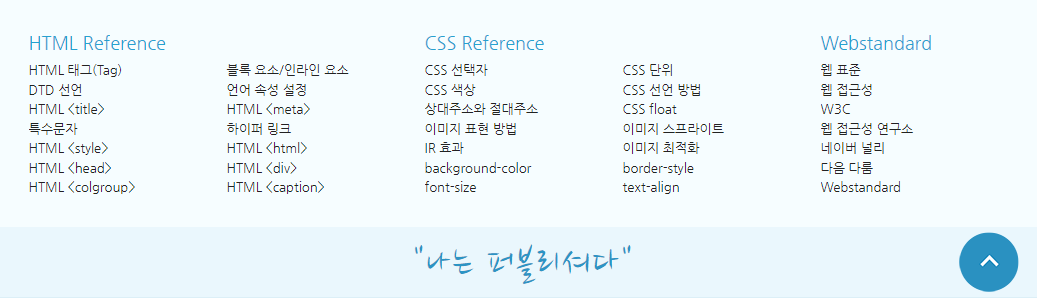 HTML Reference
HTML 태그(Tag)
DTD 선언
HTML <title>
특수문자
HTML <style>
HTML <head>
HTML <colgroup>
블록 요소/인라인 요소
언어 속성 설정
HTML <meta>
하이퍼 링크
HTML <html>
HTML <div>
HTML <caption>
CSS Reference
CSS 선택자
CSS 색상
상대주소와 절대주소
이미지 표현 방법
IR 효과
background-color
font-size
CSS 단위
CSS 선언 방법
CSS float
이미지 스프라이트
이미지 최적화
border-style
text-align
Webstandard
웹 표준
웹 접근성
W3C
웹 접근성 연구소
네이버 널리
다음 다룸
Webstandard
"나는 퍼블리셔다"